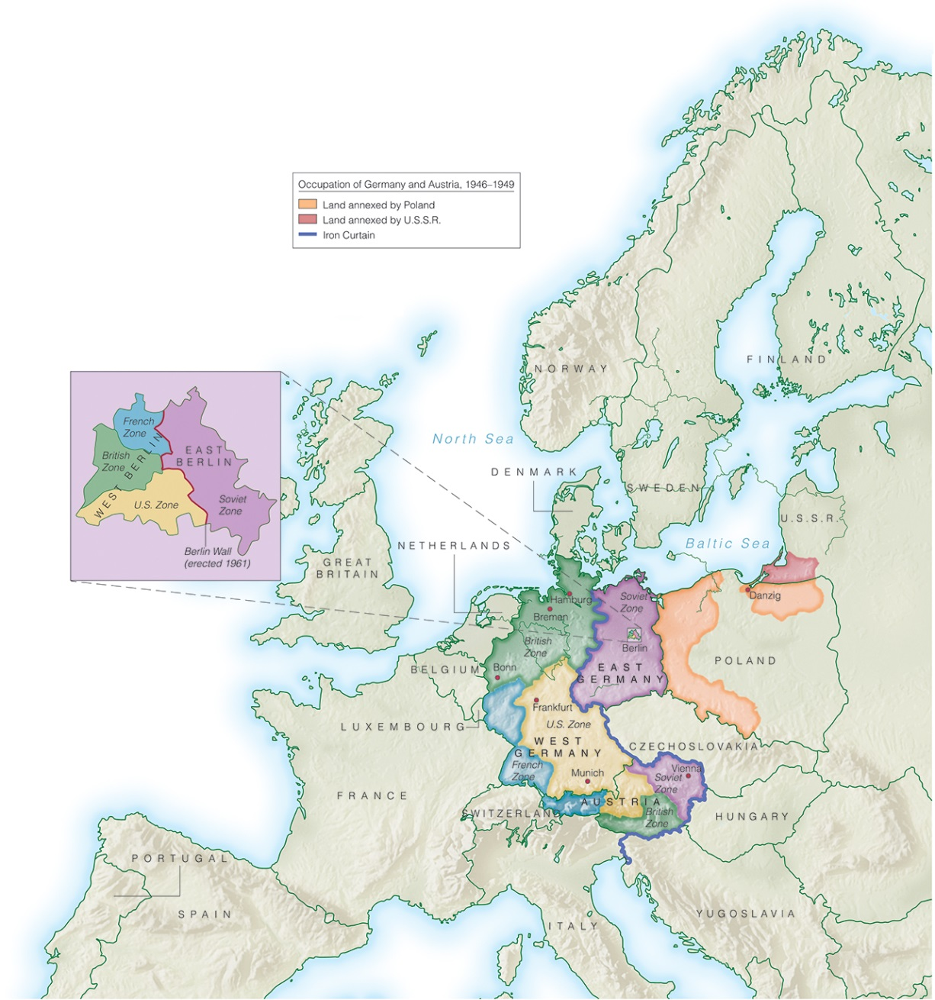 Occupation of Germany and Austria, 1946–1949
Land annexed by Poland
Land annexed by U.S.S.R.
Iron Curtain
NORWAY
FINLAND
North Sea
DENMARK
SWEDEN
U.S.S.R.
Baltic Sea
NETHERLANDS
GREAT
BRITAIN
French
Zone
British
Zone
WEST BERLIN
EAST
BERLIN
U.S. Zone
Soviet
Zone
Berlin Wall
(erected 1961)
Hamburg
Bremen
Soviet
Zone
Danzig
British
Zone
Berlin
POLAND
BELGIUM
Bonn
EAST
GERMANY
Frankfurt
U.S. Zone
LUXEMBOURG
WEST
GERMANY
CZECHOSLOVAKIA
French
Zone
Munich
Vienna
Soviet
Zone
FRANCE
AUSTRIA
SWITZERLAND
British
Zone
HUNGARY
PORTUGAL
SPAIN
ITALY
YUGOSLAVIA